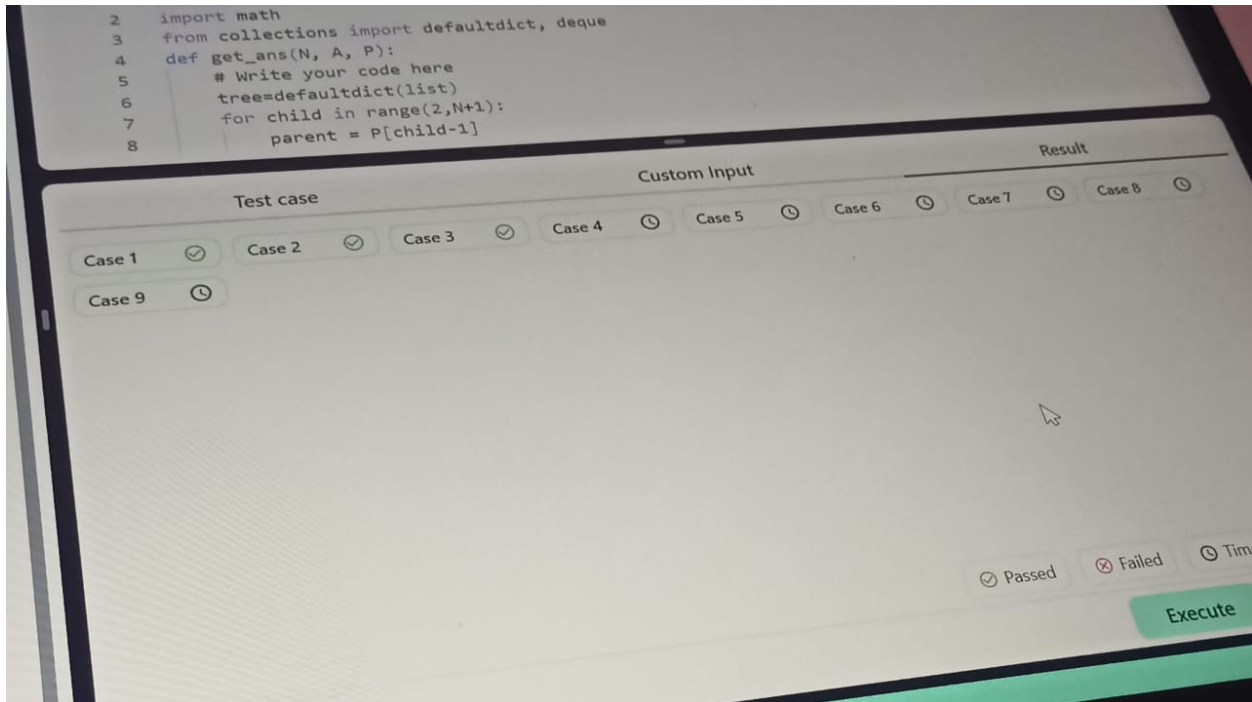 2 import math
3 from collections import defaultdict, deque
4 def get_ans(N, A, P):
5 # Write your code here
6 tree=defaultdict(list)
7 for child in range(2,N+1):
8 parent = P[child-1]
Test case Custom Input Result
Case 1 Case 2 Case 3 Case 4 Case 5 Case 6 Case 7 Case 8
Case 9
Passed Failed Tim
Execute